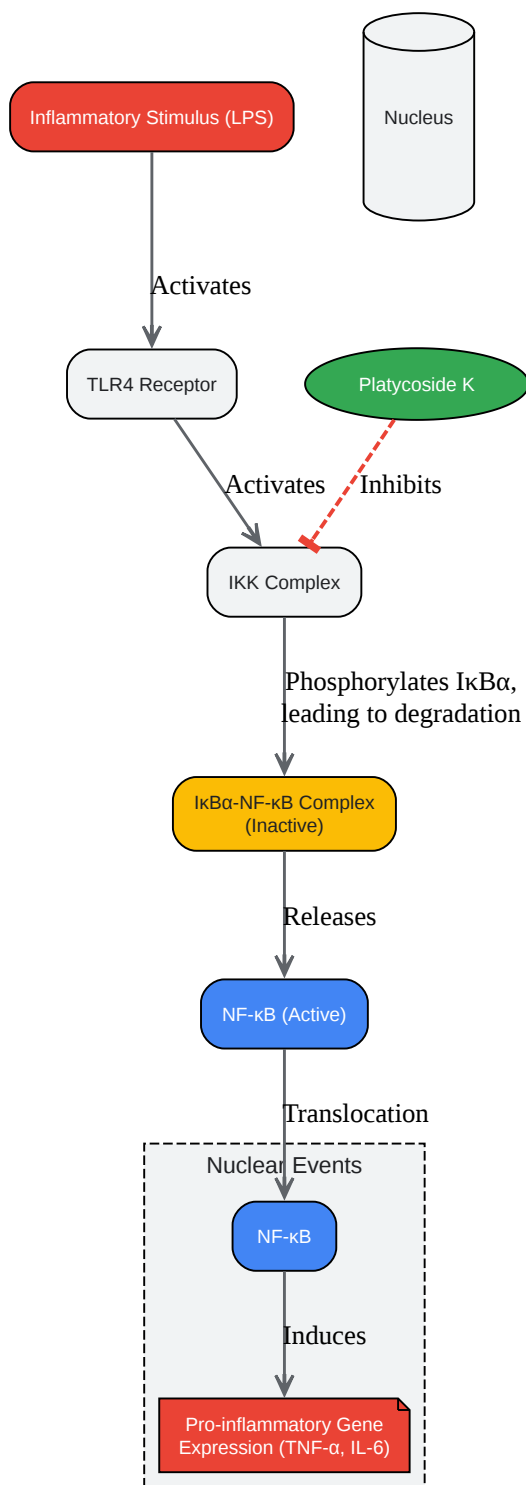 Nucleus
Inflammatory Stimulus (LPS)
Activates
TLR4 Receptor
Platycoside K
Activates
Inhibits
IKK Complex
Phosphorylates IκBα,
leading to degradation
IκBα-NF-κB Complex
(Inactive)
Releases
NF-κB (Active)
Translocation
Nuclear Events
NF-κB
Induces
Pro-inflammatory Gene
Expression (TNF-α, IL-6)